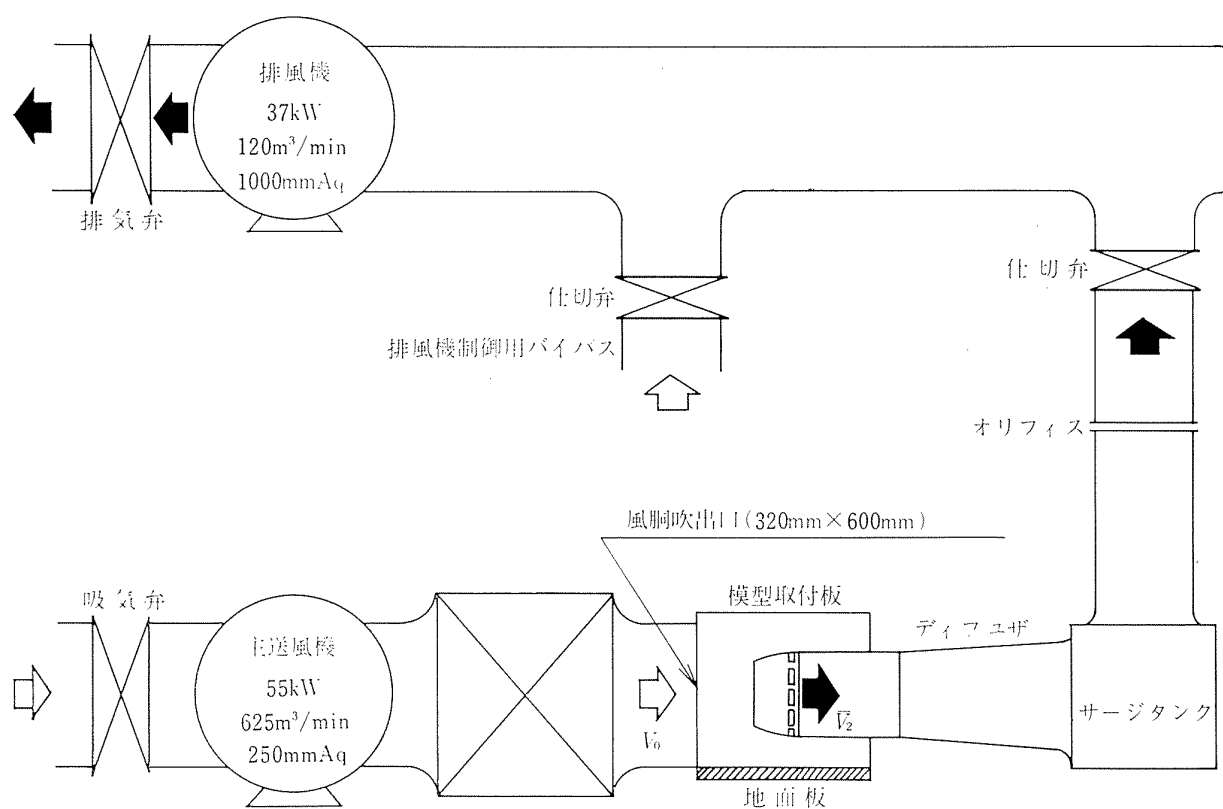 排風機
37kW
120m³/min
1000mmAq
排気弁
仕切弁
仕切弁
排風機制御用バイパス
オリフィス
風胴吹出口(320mm×600mm)
吸気弁
主送風機
55kW
625m³/min
250mmAq
模型取付板
ディフユザ
V₀
V̅₂
サージタンク
地面板